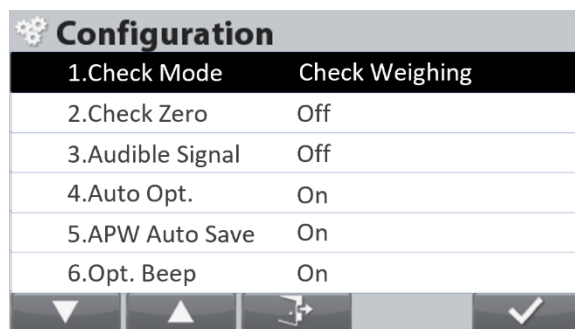 Configuration
1.Check Mode Check Weighing
2.Check Zero Off
3.Audible Signal Off
4.Auto Opt. On
5.APW Auto Save On
6.Opt. Beep On